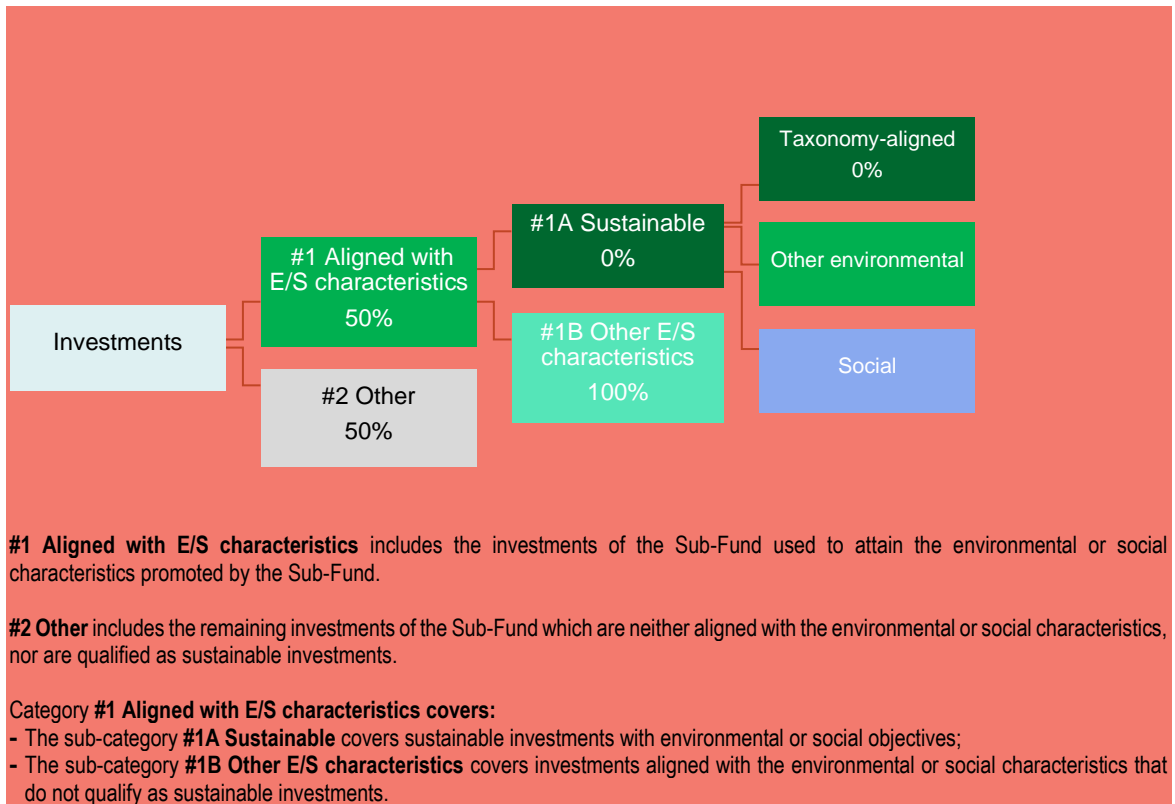 Investments
#1 Aligned with
E/S characteristics
50%
#2 Other
50%
#1A Sustainable
0%
#1B Other E/S
characteristics
100%
Taxonomy-aligned
0%
Other environmental
Social
#1 Aligned with E/S characteristics includes the investments of the Sub-Fund used to attain the environmental or social
characteristics promoted by the Sub-Fund.
#2 Other includes the remaining investments of the Sub-Fund which are neither aligned with the environmental or social characteristics,
nor are qualified as sustainable investments.
Category #1 Aligned with E/S characteristics covers:
- The sub-category #1A Sustainable covers sustainable investments with environmental or social objectives;
- The sub-category #1B Other E/S characteristics covers investments aligned with the environmental or social characteristics that
do not qualify as sustainable investments.